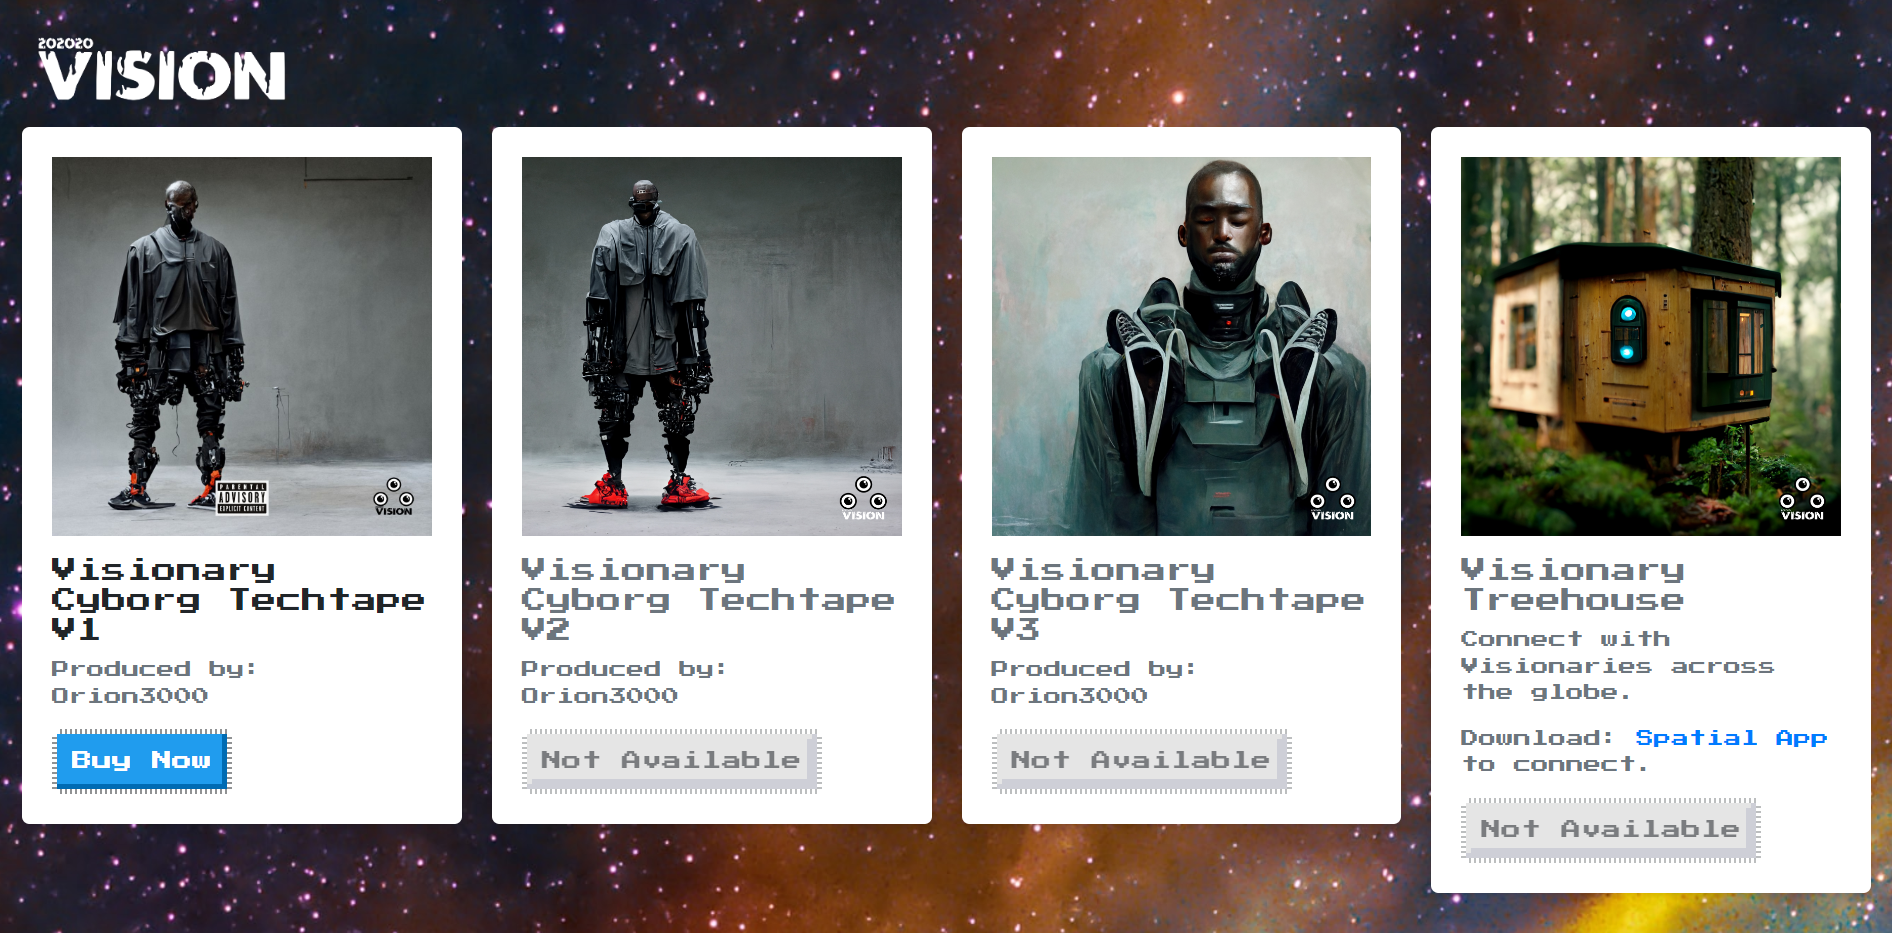 202020
VISION
PARENTAL
ADVISORY
EXPLICIT CONTENT
VISION
VISION
VISION
VISION
Visionary
Cyborg Techtape
V1
Produced by:
Orion3000
Buy Now
Visionary
Cyborg Techtape
V2
Produced by:
Orion3000
Not Available
Visionary
Cyborg Techtape
V3
Produced by:
Orion3000
Not Available
Visionary
Treehouse
Connect with
Visionaries across
the globe.
Download: Spatial App
to connect.
Not Available